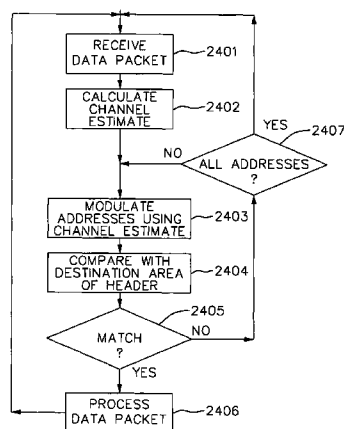 RECEIVE
DATA PACKET
2401
CALCULATE
CHANNEL
ESTIMATE
2402
YES
2407
NO
ALL ADDRESSES
?
MODULATE
ADDRESSES USING
CHANNEL ESTIMATE
2403
COMPARE WITH
DESTINATION AREA
OF HEADER
2404
2405
MATCH
?
NO
YES
PROCESS
DATA PACKET
2406